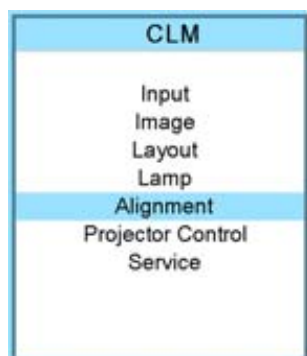 CLM
Input
Image
Layout
Lamp
Alignment
Projector Control
Service